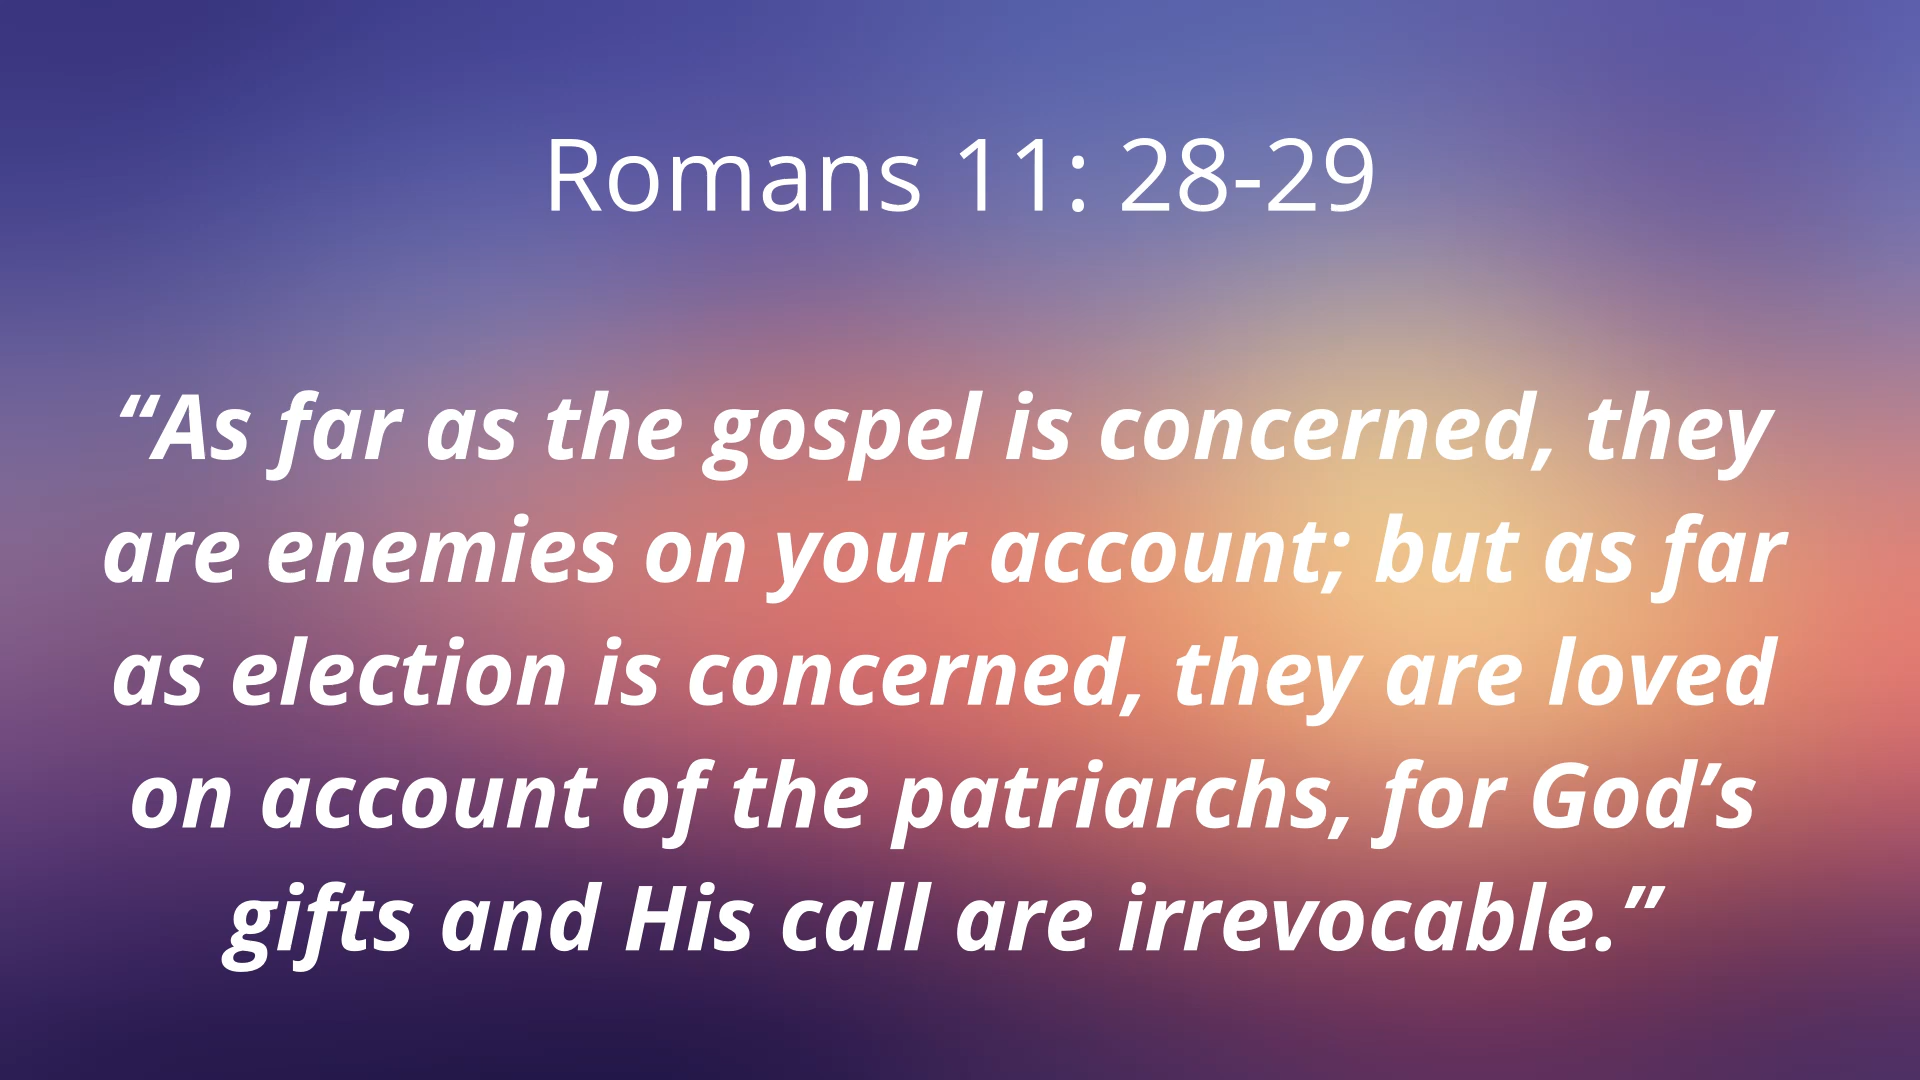 Romans 11: 28-29
“As far as the gospel is concerned, they
are enemies on your account; but as far
as election is concerned, they are loved
on account of the patriarchs, for God’s
gifts and His call are irrevocable.”